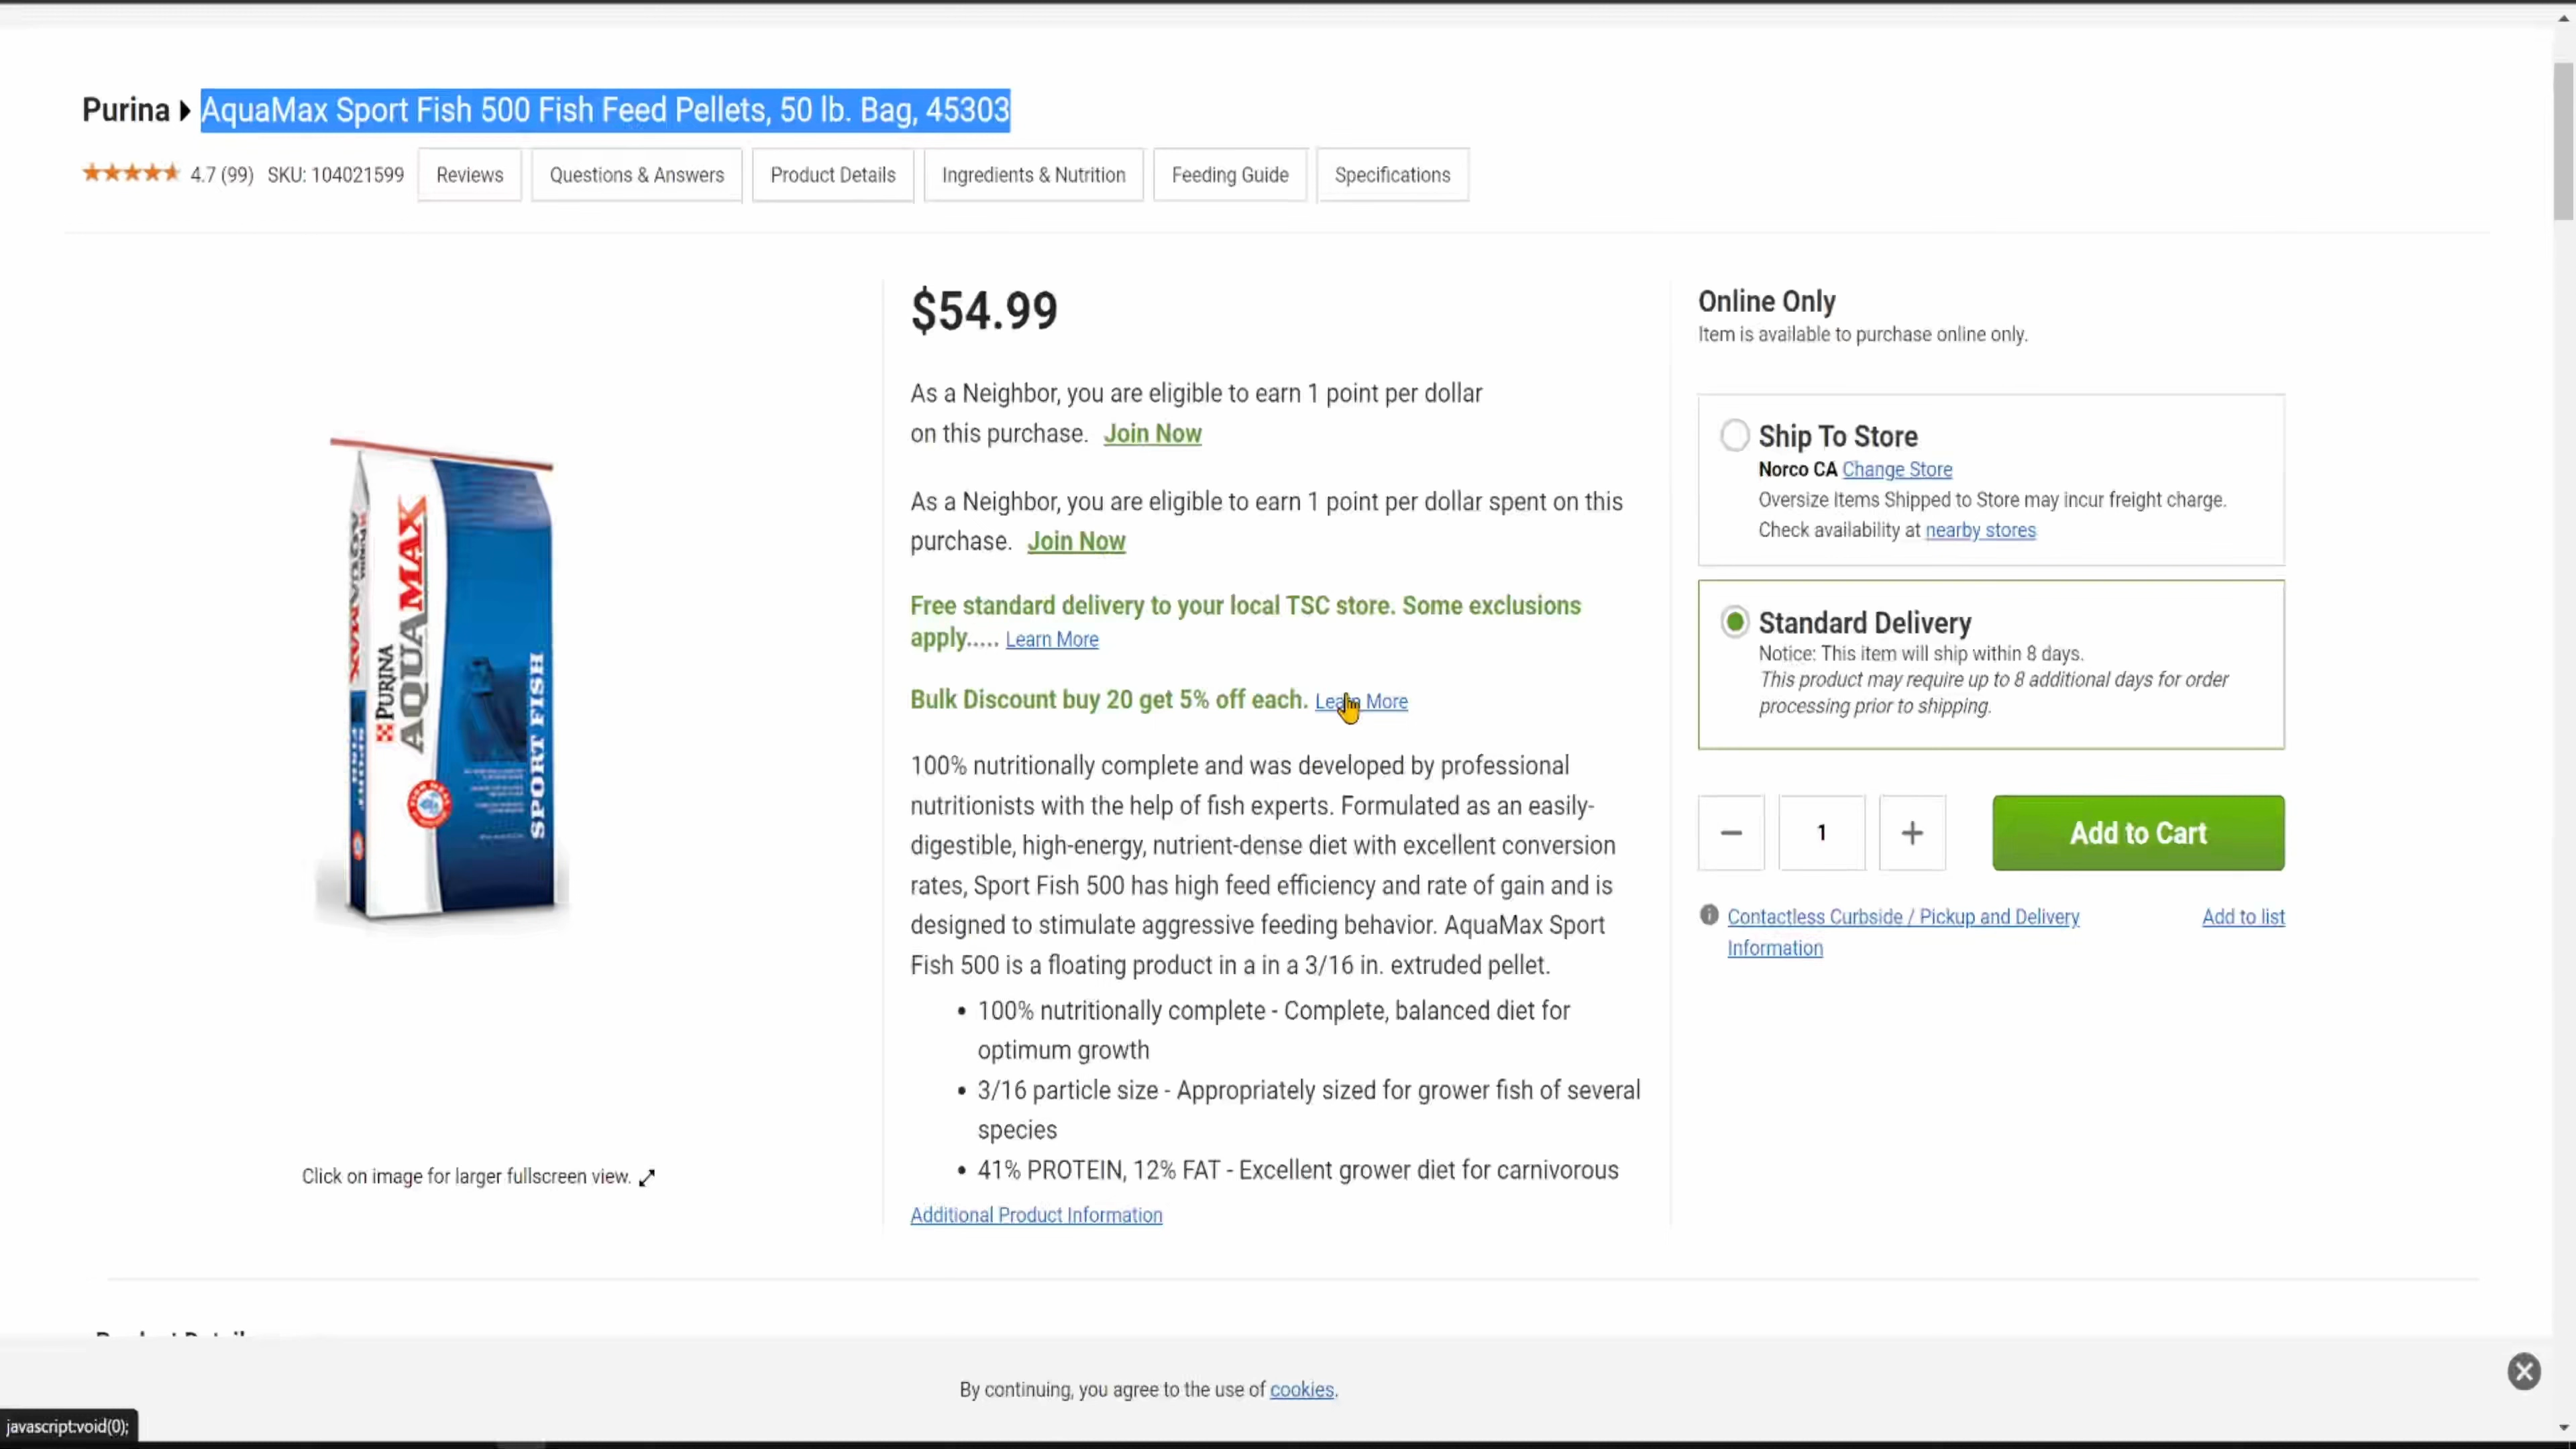 Purina AquaMax Sport Fish 500 Fish Feed Pellets, 50 lb. Bag, 45303
4.7 (99) SKU: 104021599 Reviews Questions & Answers Product Details Ingredients & Nutrition Feeding Guide Specifications
PURINA
AQUAMAX
SPORT FISH
Click on image for larger fullscreen view.
$54.99
As a Neighbor, you are eligible to earn 1 point per dollar
on this purchase. Join Now
As a Neighbor, you are eligible to earn 1 point per dollar spent on this
purchase. Join Now
Free standard delivery to your local TSC store. Some exclusions
apply..... Learn More
Bulk Discount buy 20 get 5% off each. Learn More
100% nutritionally complete and was developed by professional
nutritionists with the help of fish experts. Formulated as an easily-
digestible, high-energy, nutrient-dense diet with excellent conversion
rates, Sport Fish 500 has high feed efficiency and rate of gain and is
designed to stimulate aggressive feeding behavior. AquaMax Sport
Fish 500 is a floating product in a in a 3/16 in. extruded pellet.
• 100% nutritionally complete - Complete, balanced diet for
optimum growth
• 3/16 particle size - Appropriately sized for grower fish of several
species
• 41% PROTEIN, 12% FAT - Excellent grower diet for carnivorous
Additional Product Information
Online Only
Item is available to purchase online only.
Ship To Store
Norco CA Change Store
Oversize Items Shipped to Store may incur freight charge.
Check availability at nearby stores
Standard Delivery
Notice: This item will ship within 8 days.
This product may require up to 8 additional days for order
processing prior to shipping.
− 1 + Add to Cart
Contactless Curbside / Pickup and Delivery
Information
Add to list
By continuing, you agree to the use of cookies.
javascript:void(0);